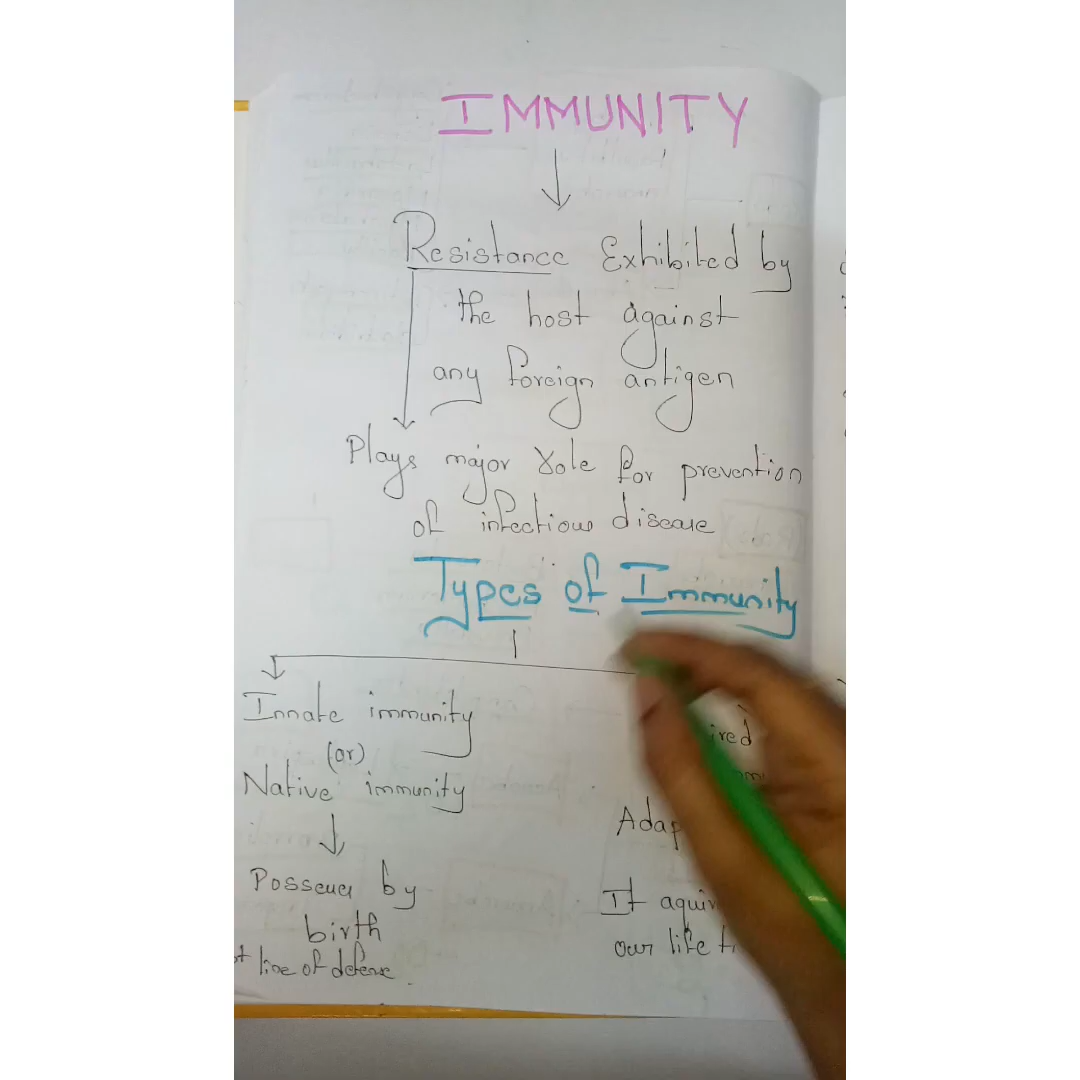 IMMUNITY
Resistance Exhibited by
the host against
any foreign antigen
Plays major role for prevention
of infectious disease
Types of Immunity
Innate immunity
(or)
Native immunity
Possess by
birth
line of defense
It
our life